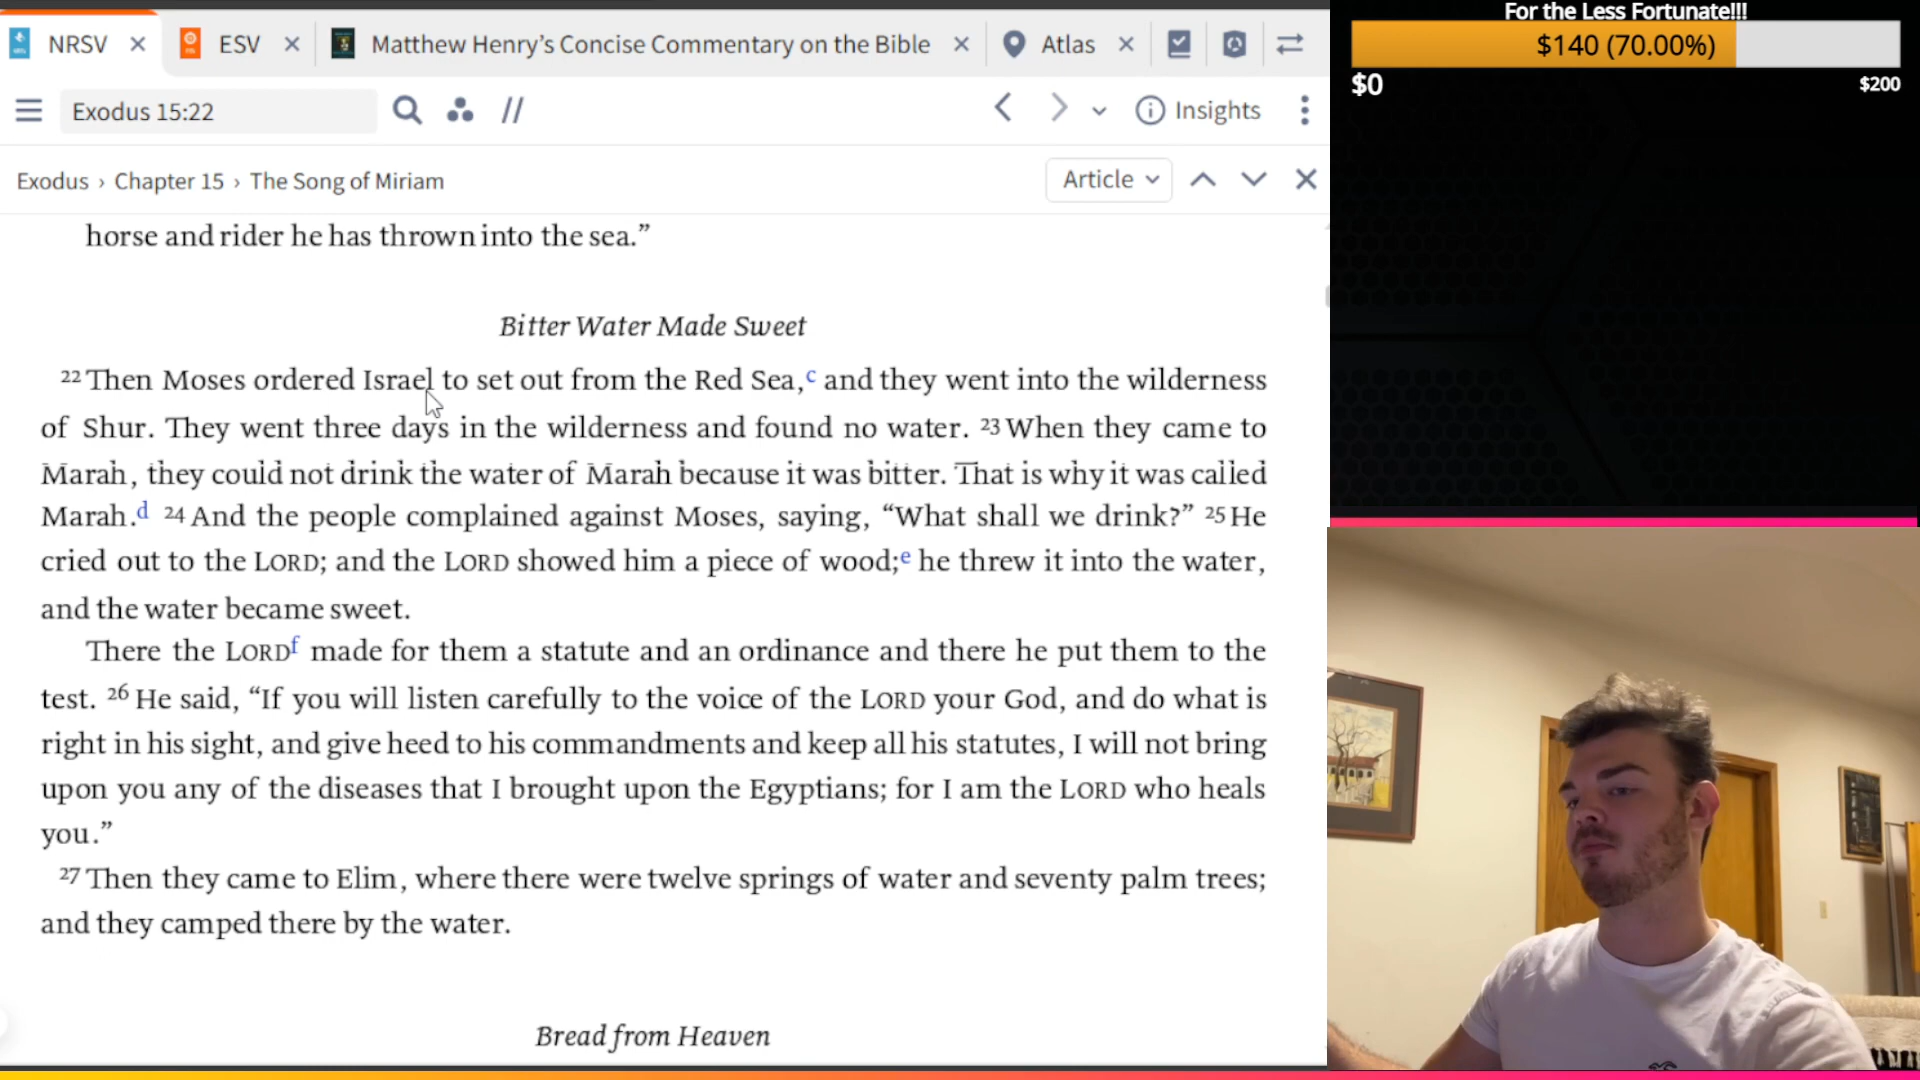 NRSV
ESV
Matthew Henry's Concise Commentary on the Bible
Atlas
Exodus 15:22
//
Insights
Exodus › Chapter 15 › The Song of Miriam
Article
horse and rider he has thrown into the sea.”
Bitter Water Made Sweet
22 Then Moses ordered Israel to set out from the Red Sea,c and they went into the wilderness
of Shur. They went three days in the wilderness and found no water. 23 When they came to
Marah, they could not drink the water of Marah because it was bitter. That is why it was called
Marah.d 24 And the people complained against Moses, saying, “What shall we drink?” 25 He
cried out to the LORD; and the LORD showed him a piece of wood;e he threw it into the water,
and the water became sweet.
There the LORDf made for them a statute and an ordinance and there he put them to the
test. 26 He said, “If you will listen carefully to the voice of the LORD your God, and do what is
right in his sight, and give heed to his commandments and keep all his statutes, I will not bring
upon you any of the diseases that I brought upon the Egyptians; for I am the LORD who heals
you.”
27 Then they came to Elim, where there were twelve springs of water and seventy palm trees;
and they camped there by the water.
Bread from Heaven
For the Less Fortunate!!!
$140 (70.00%)
$0
$200